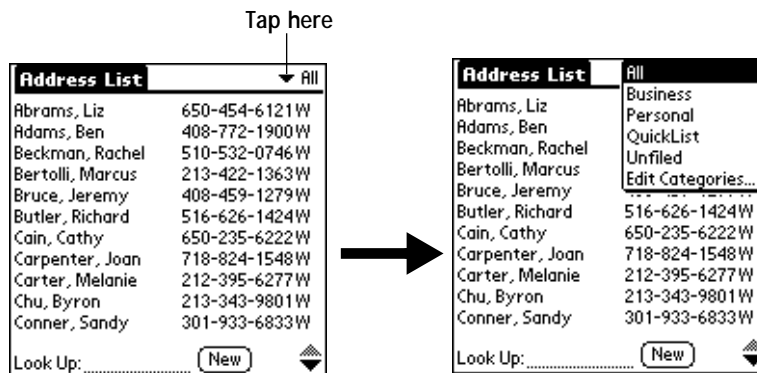 Tap here
Address List All
Abrams, Liz 650-454-6121W
Adams, Ben 408-772-1900W
Beckman, Rachel 510-532-0746W
Bertolli, Marcus 213-422-1363W
Bruce, Jeremy 408-459-1279W
Butler, Richard 516-626-1424W
Cain, Cathy 650-235-6222W
Carpenter, Joan 718-824-1548W
Carter, Melanie 212-395-6277W
Chu, Byron 213-343-9801W
Conner, Sandy 301-933-6833W
Look Up: New
Address List
All
Business
Personal
QuickList
Unfiled
Edit Categories...
Abrams, Liz
Adams, Ben
Beckman, Rachel
Bertolli, Marcus
Bruce, Jeremy
Butler, Richard 516-626-1424W
Cain, Cathy 650-235-6222W
Carpenter, Joan 718-824-1548W
Carter, Melanie 212-395-6277W
Chu, Byron 213-343-9801W
Conner, Sandy 301-933-6833W
Look Up: New